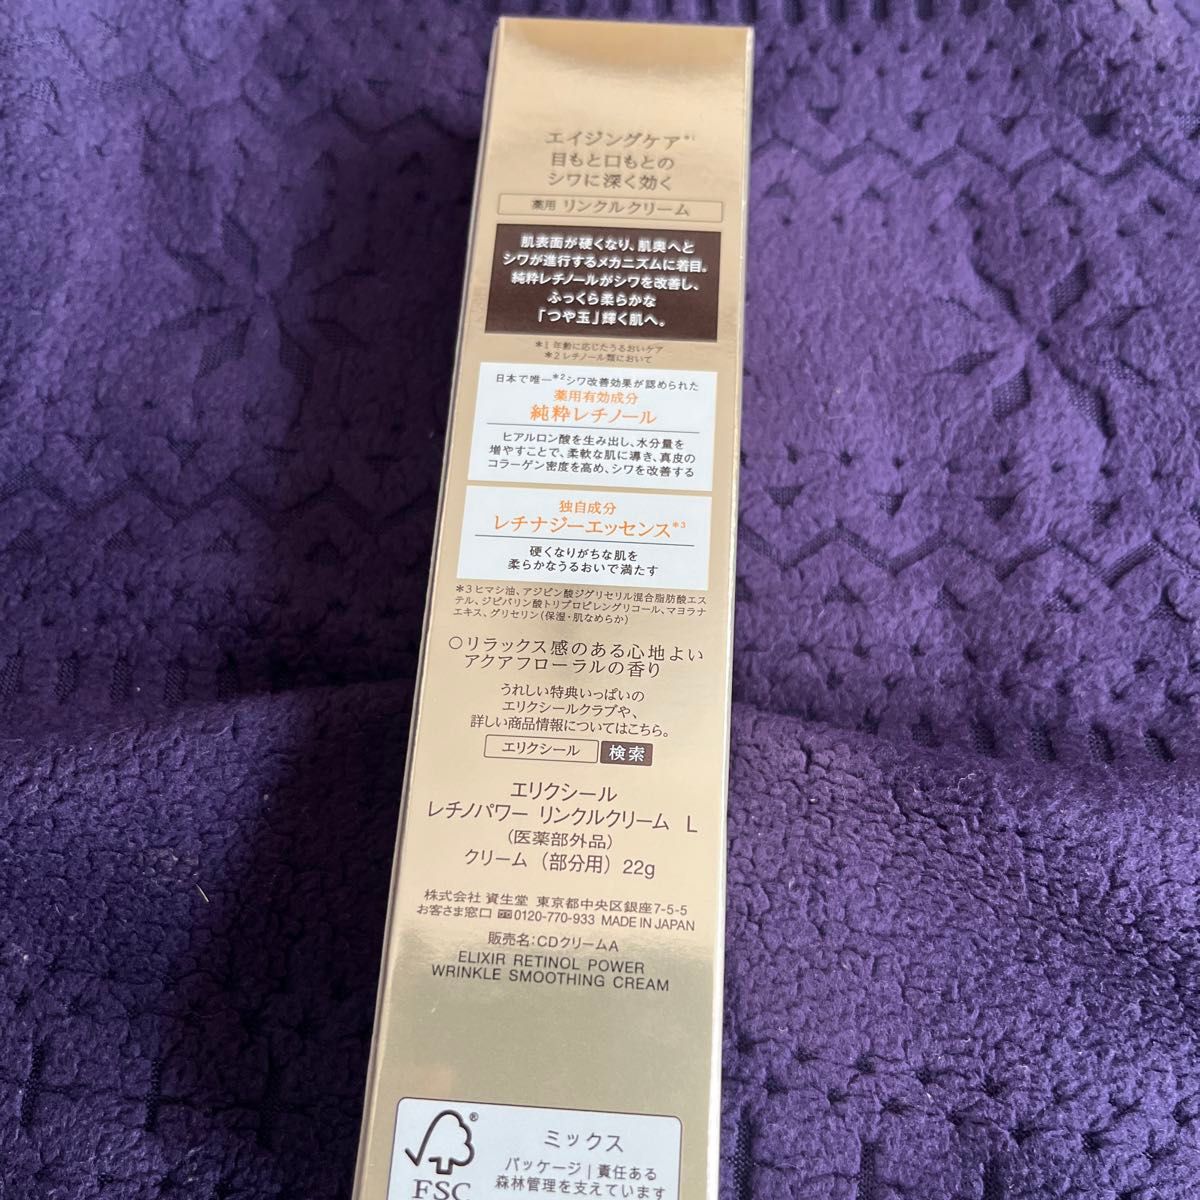 エイジングケア*1
目もと口もとの
シワに深く効く
薬用 リンクルクリーム
肌表面が硬くなり、肌奥へと
シワが進行するメカニズムに着目。
純粋レチノールがシワを改善し、
ふっくら柔らかな
「つや玉」輝く肌へ。
*1 年齢に応じたうるおいケア
*2 レチノール類において
日本で唯一*2シワ改善効果が認められた
薬用有効成分
純粋レチノール
ヒアルロン酸を生み出し、水分量を
増やすことで、柔軟な肌に導き、真皮の
コラーゲン密度を高め、シワを改善する
独自成分
レチナジーエッセンス*3
硬くなりがちな肌を
柔らかなうるおいで満たす
*3 ヒマシ油、アジピン酸ジグリセリル混合脂肪酸エス
テル、ジピバリン酸トリプロピレングリコール、マヨラナ
エキス、グリセリン(保湿・肌なめらか)
○リラックス感のある心地よい
アクアフローラルの香り
うれしい特典いっぱいの
エリクシールクラブや、
詳しい商品情報についてはこちら。
エリクシール 検索
エリクシール
レチノパワー リンクルクリーム L
(医薬部外品)
クリーム(部分用)22g
株式会社 資生堂 東京都中央区銀座7-5-5
お客さま窓口 0120-770-933 MADE IN JAPAN
販売名:CDクリームA
ELIXIR RETINOL POWER
WRINKLE SMOOTHING CREAM
ミックス
パッケージ|責任ある
森林管理を支えています
FSC